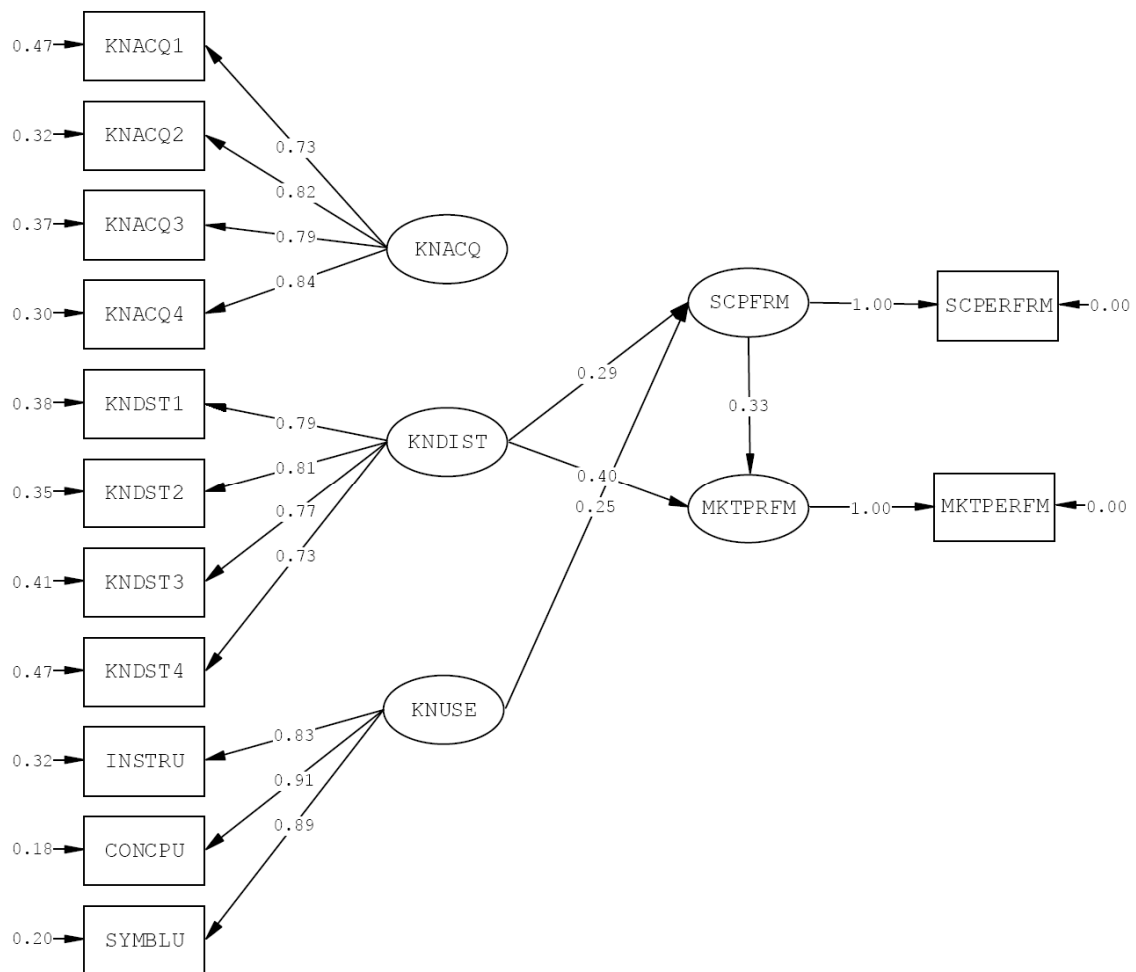 0.47 KNACQ1
0.73
0.32 KNACQ2
0.82
0.37 KNACQ3
0.79
KNACQ
0.84
0.30 KNACQ4
SCPFRM 1.00 SCPERFRM 0.00
0.29
0.38 KNDST1
0.79
0.33
KNDIST
0.81
0.40
0.35 KNDST2
0.77
0.25
MKTPRFM 1.00 MKTPERFM 0.00
0.73
0.41 KNDST3
0.47 KNDST4
KNUSE
0.83
0.32 INSTRU
0.91
0.89
0.18 CONCPU
0.20 SYMBLU